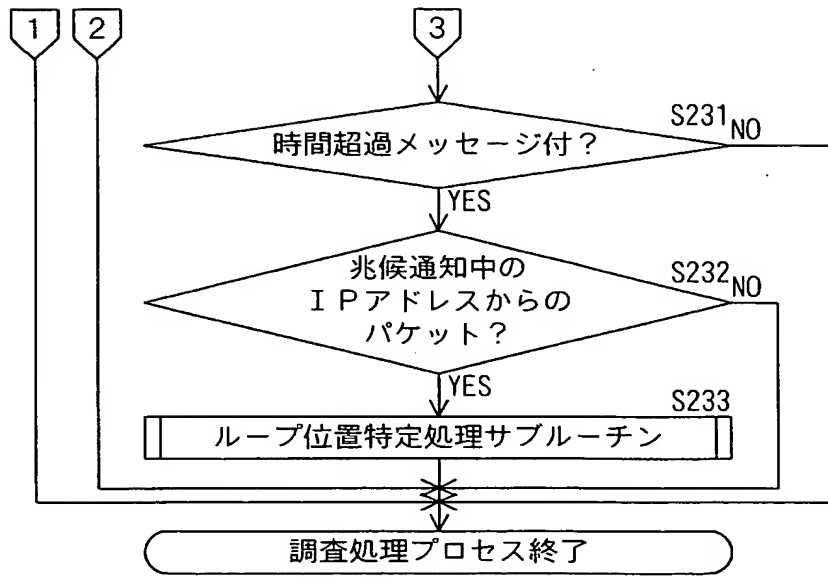 1 2 3
S231
時間超過メッセージ付？
NO
YES
兆候通知中の
S232
ＩＰアドレスからの
NO
パケット？
YES
S233
ループ位置特定処理サブルーチン
調査処理プロセス終了